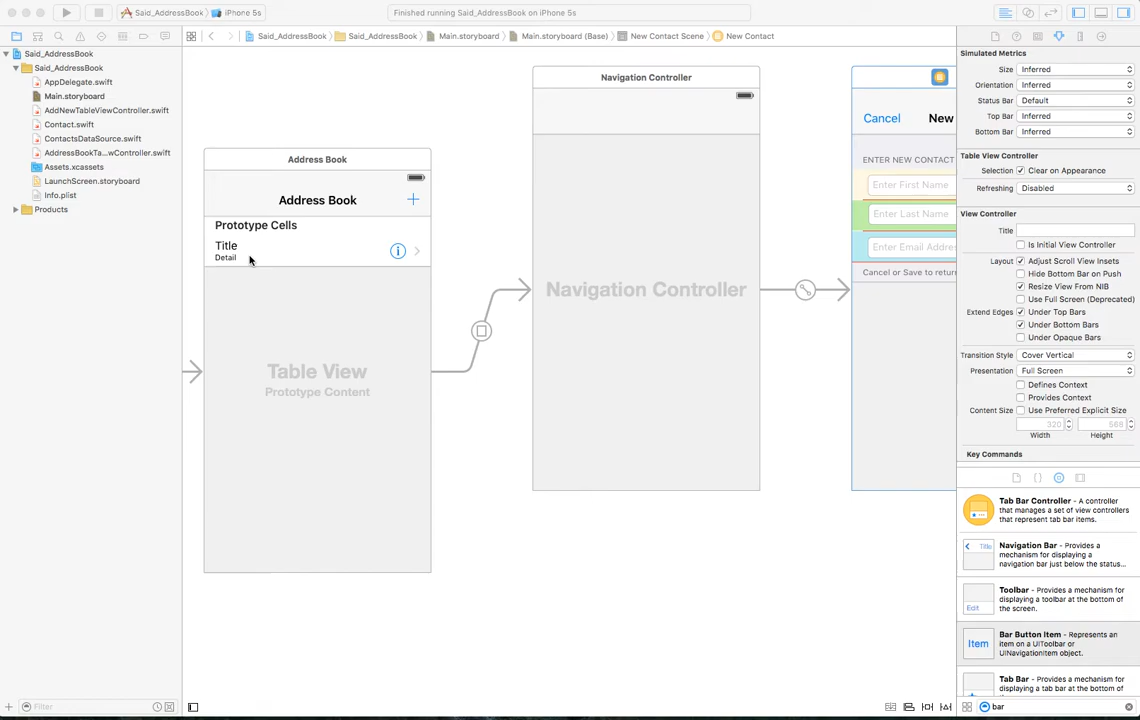 Said_AddressBook
iPhone 5s
Finished running Said_AddressBook on iPhone 5s
Said_AddressBook
Said_AddressBook
Main.storyboard
Main.storyboard (Base)
New Contact Scene
New Contact
Said_AddressBook
Said_AddressBook
AppDelegate.swift
Main.storyboard
AddNewTableViewController.swift
Contact.swift
ContactsDataSource.swift
AddressBookTa...wController.swift
Assets.xcassets
LaunchScreen.storyboard
Info.plist
Products
Filter
Address Book
Address Book
Prototype Cells
Title
Detail
Table View
Prototype Content
Navigation Controller
Navigation Controller
Cancel
New
ENTER NEW CONTACT
Enter First Name
Enter Last Name
Enter Email Addre
Cancel or Save to return
Simulated Metrics
Size Inferred
Orientation Inferred
Status Bar Default
Top Bar Inferred
Bottom Bar Inferred
Table View Controller
Selection Clear on Appearance
Refreshing Disabled
View Controller
Title
Is Initial View Controller
Layout Adjust Scroll View Insets
Hide Bottom Bar on Push
Resize View From NIB
Use Full Screen (Deprecated)
Extend Edges Under Top Bars
Under Bottom Bars
Under Opaque Bars
Transition Style Cover Vertical
Presentation Full Screen
Defines Context
Provides Context
Content Size Use Preferred Explicit Size
320 568
Width Height
Key Commands
Tab Bar Controller - A controller
that manages a set of view controllers
that represent tab bar items.
Title
Navigation Bar - Provides a
mechanism for displaying a
navigation bar just below the status...
Edit
Toolbar - Provides a mechanism for
displaying a toolbar at the bottom of
the screen.
Item
Bar Button Item - Represents an
item on a UIToolbar or
UINavigationItem object.
Tab Bar - Provides a mechanism for
displaying a tab bar at the bottom of
bar